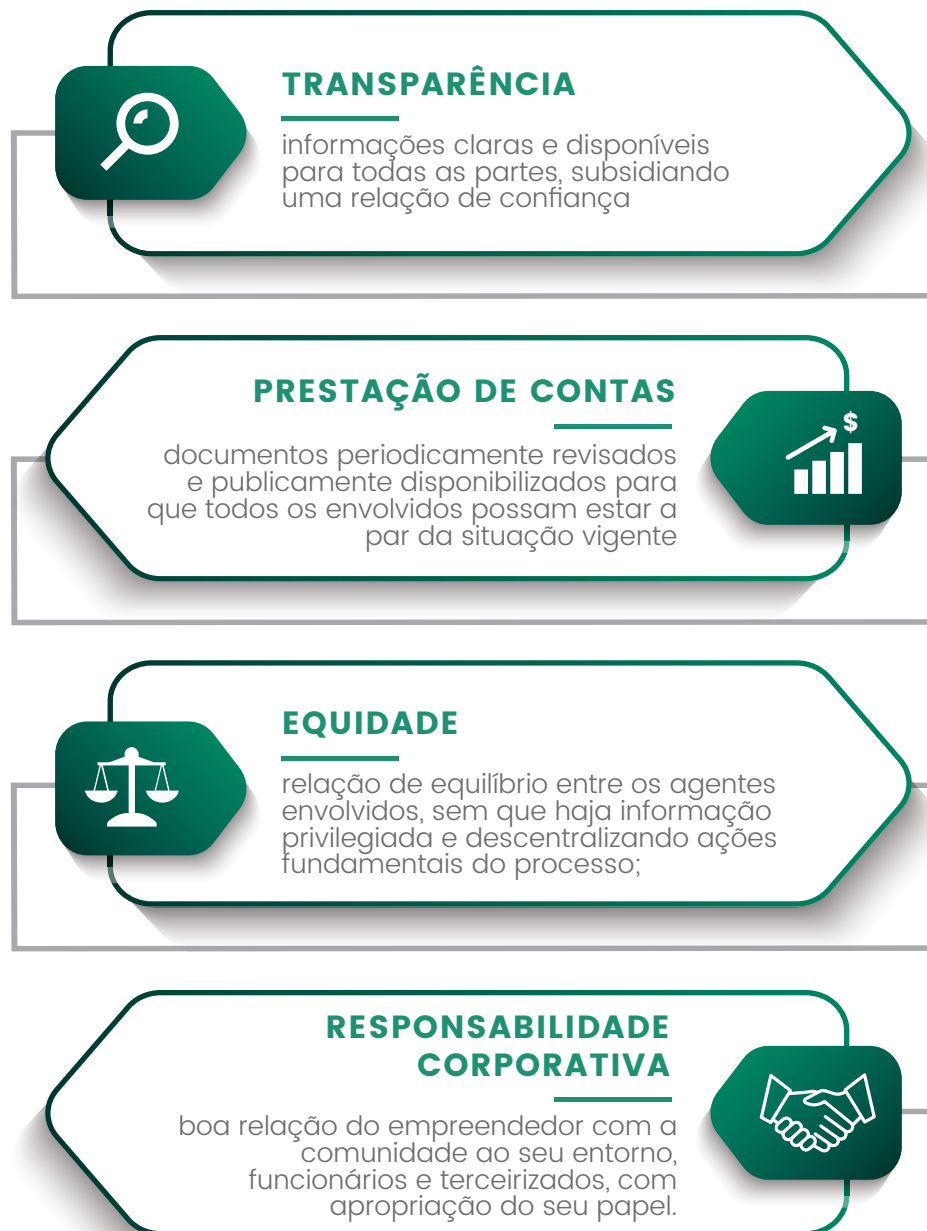 TRANSPARÊNCIA
informações claras e disponíveis
para todas as partes, subsidiando
uma relação de confiança
PRESTAÇÃO DE CONTAS
$
documentos periodicamente revisados
e publicamente disponibilizados para
que todos os envolvidos possam estar a
par da situação vigente
EQUIDADE
relação de equilíbrio entre os agentes
envolvidos, sem que haja informação
privilegiada e descentralizando ações
fundamentais do processo;
RESPONSABILIDADE
CORPORATIVA
boa relação do empreendedor com a
comunidade ao seu entorno,
funcionários e terceirizados, com
apropriação do seu papel.